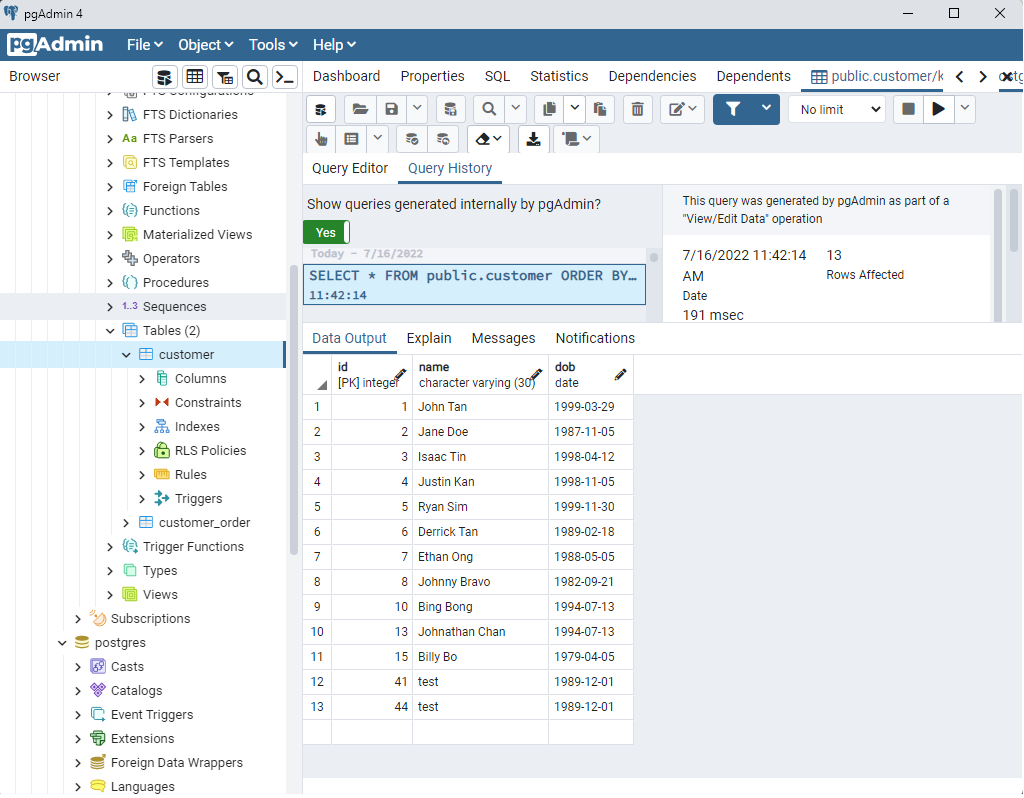 pgAdmin 4
pgAdmin File Object Tools Help
Browser
Dashboard Properties SQL Statistics Dependencies Dependents public.customer/k
No limit
Query Editor Query History
FTS Configurations
FTS Dictionaries
Aa FTS Parsers
FTS Templates
Foreign Tables
Functions
Materialized Views
Operators
Procedures
1..3 Sequences
Tables (2)
customer
Columns
Constraints
Indexes
RLS Policies
Rules
Triggers
customer_order
Trigger Functions
Types
Views
Subscriptions
postgres
Casts
Catalogs
Event Triggers
Extensions
Foreign Data Wrappers
Languages
Show queries generated internally by pgAdmin?
Yes
Today - 7/16/2022
SELECT * FROM public.customer ORDER BY…
11:42:14
This query was generated by pgAdmin as part of a
"View/Edit Data" operation
7/16/2022 11:42:14 13
AM Rows Affected
Date
191 msec
Data Output Explain Messages Notifications
id name dob
[PK] integer character varying (30) date
1 1 John Tan 1999-03-29
2 2 Jane Doe 1987-11-05
3 3 Isaac Tin 1998-04-12
4 4 Justin Kan 1998-11-05
5 5 Ryan Sim 1999-11-30
6 6 Derrick Tan 1989-02-18
7 7 Ethan Ong 1988-05-05
8 8 Johnny Bravo 1982-09-21
9 10 Bing Bong 1994-07-13
10 13 Johnathan Chan 1994-07-13
11 15 Billy Bo 1979-04-05
12 41 test 1989-12-01
13 44 test 1989-12-01